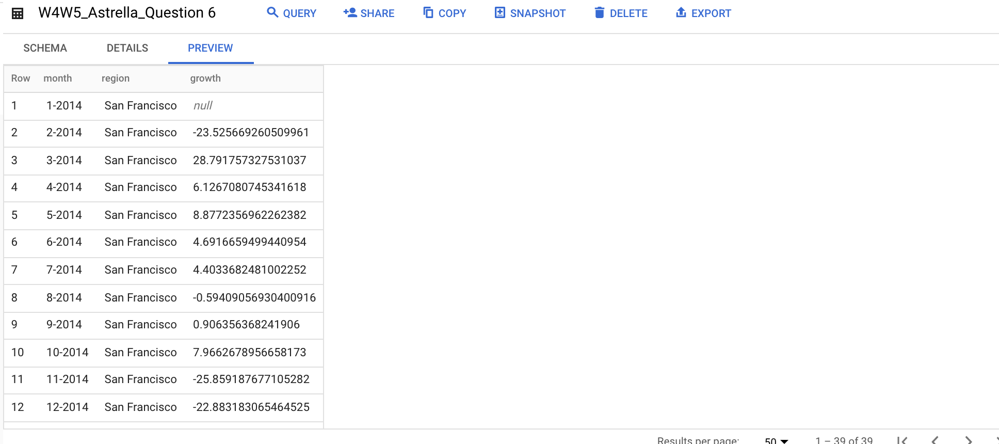 W4W5_Astrella_Question 6 QUERY SHARE COPY SNAPSHOT DELETE EXPORT
SCHEMA DETAILS PREVIEW
Row month region growth
1 1-2014 San Francisco null
2 2-2014 San Francisco -23.525669260509961
3 3-2014 San Francisco 28.791757327531037
4 4-2014 San Francisco 6.1267080745341618
5 5-2014 San Francisco 8.8772356962262382
6 6-2014 San Francisco 4.6916659499440954
7 7-2014 San Francisco 4.4033682481002252
8 8-2014 San Francisco -0.59409056930400916
9 9-2014 San Francisco 0.906356368241906
10 10-2014 San Francisco 7.9662678956658173
11 11-2014 San Francisco -25.859187677105282
12 12-2014 San Francisco -22.883183065464525
Results per page: 50 1 – 39 of 39